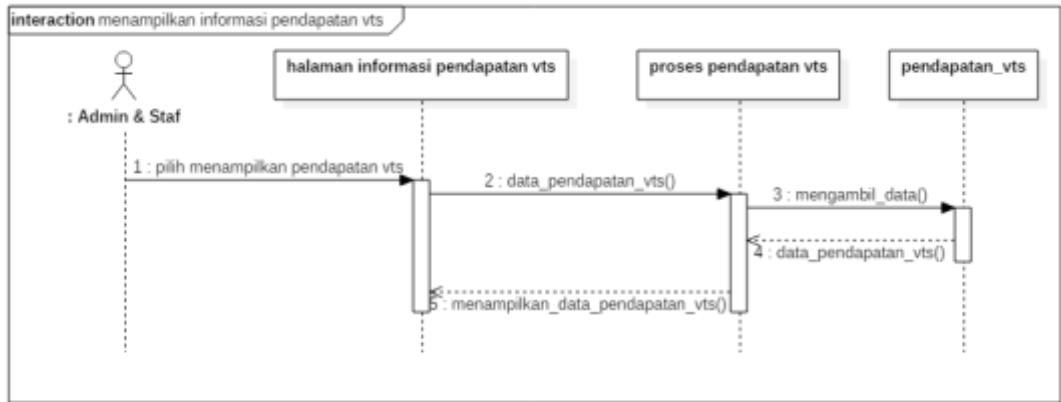 interaction menampilkan informasi pendapatan vts
halaman informasi pendapatan vts
proses pendapatan vts
pendapatan_vts
: Admin & Staf
1 : pilih menampilkan pendapatan vts
2 : data_pendapatan_vts()
3 : mengambil_data()
4 : data_pendapatan_vts()
5 : menampilkan_data_pendapatan_vts()